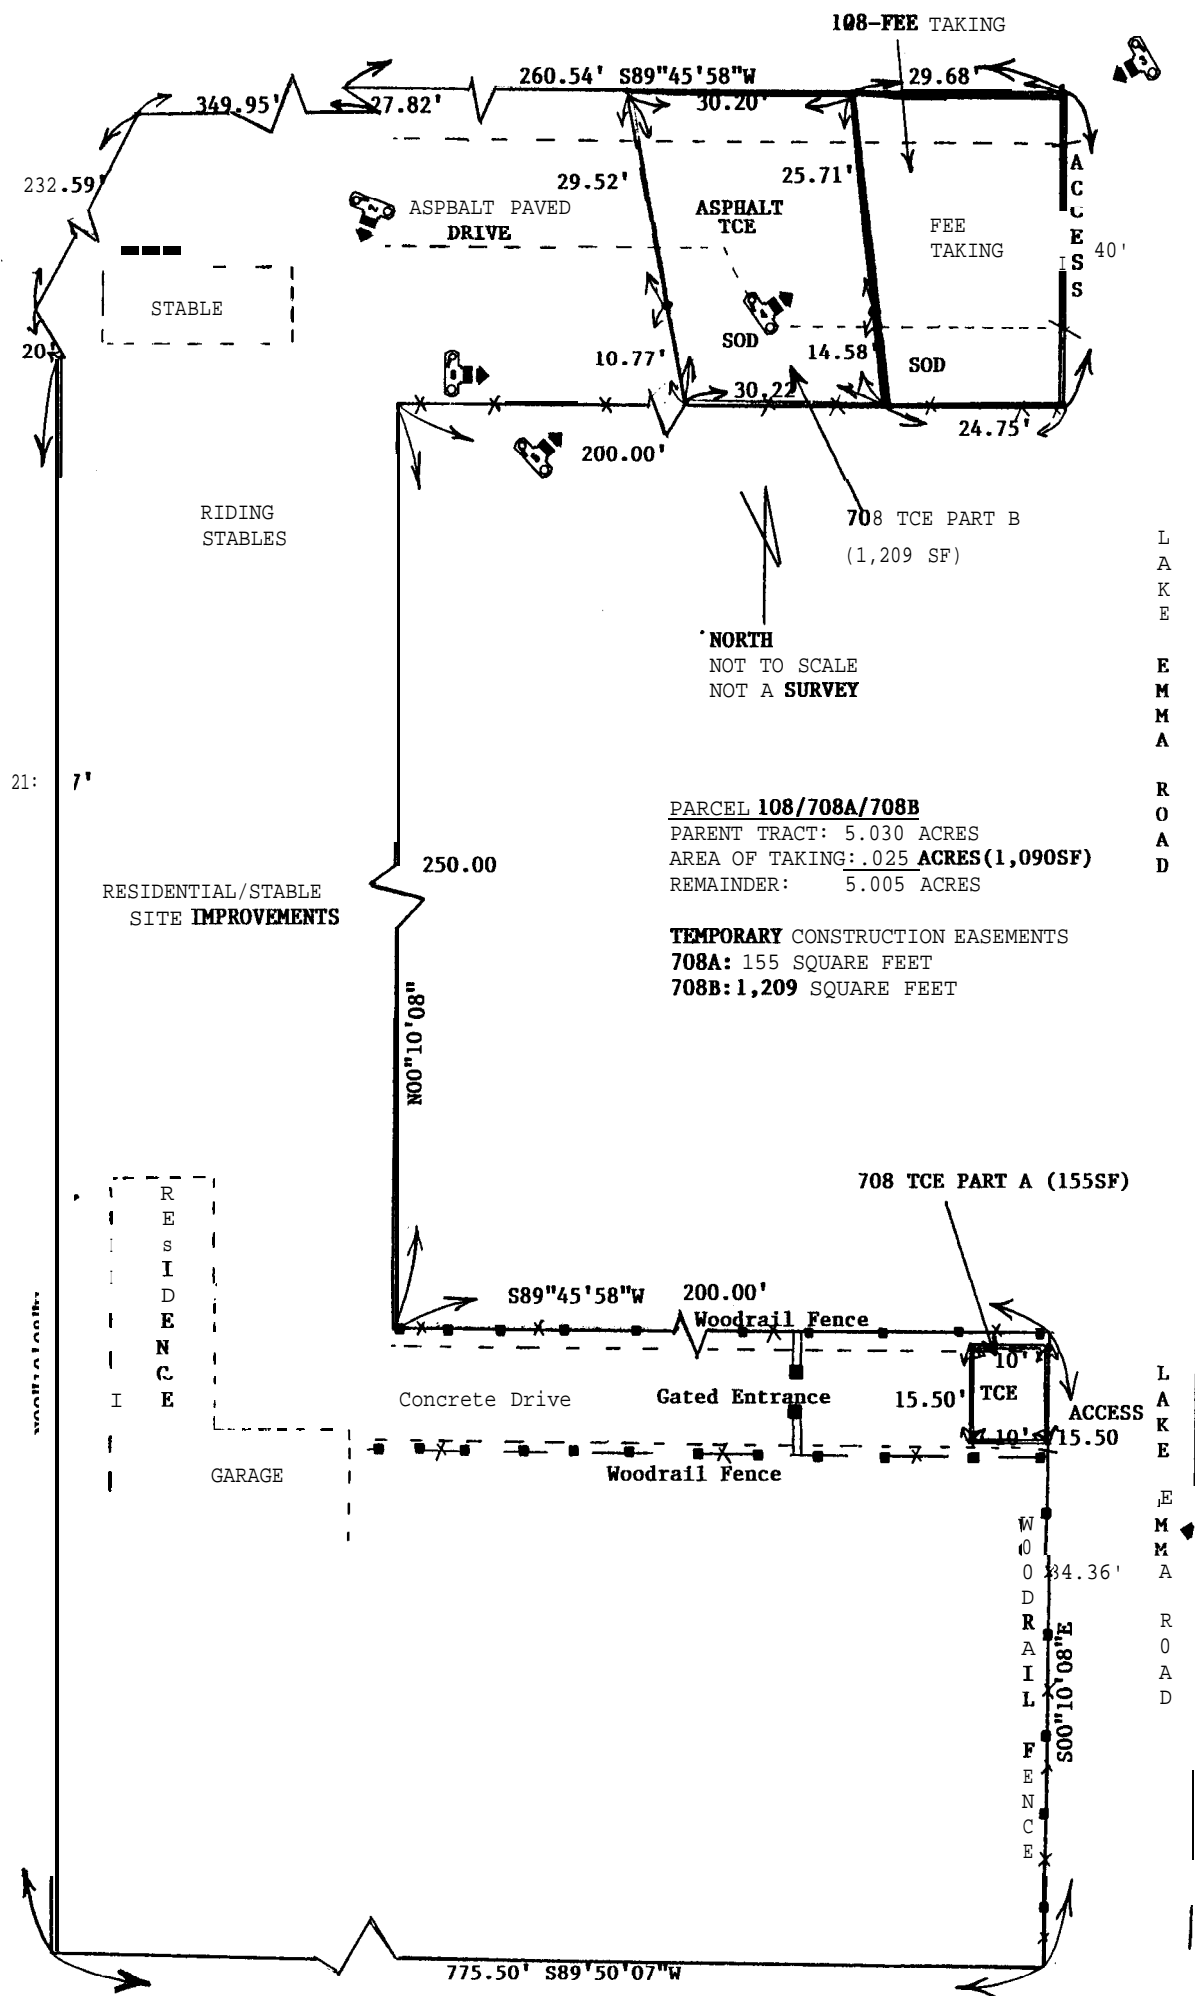 108-FEE TAKING
260.54' S89"45'58"W
29.68'
349.95'
27.82'
30.20'
232.59'
29.52'
25.71'
ACCESS
ASPBALT PAVED
DRIVE
ASPHALT
TCE
FEE
TAKING
40'
STABLE
20'
10.77'
SOD
14.58'
SOD
30.22'
24.75'
200.00'
RIDING
STABLES
708 TCE PART B
(1,209 SF)
LAKE EMMA ROAD
NORTH
NOT TO SCALE
NOT A SURVEY
7'
PARCEL 108/708A/708B
PARENT TRACT: 5.030 ACRES
AREA OF TAKING: .025 ACRES(1,090SF)
REMAINDER: 5.005 ACRES
250.00
RESIDENTIAL/STABLE
SITE IMPROVEMENTS
TEMPORARY CONSTRUCTION EASEMENTS
708A: 155 SQUARE FEET
708B: 1,209 SQUARE FEET
N00"10'08"
708 TCE PART A (155SF)
RESIDENCE
S89"45'58"W 200.00'
Woodrail Fence
10'
Concrete Drive
Gated Entrance
15.50'
TCE
ACCESS
10'
15.50
Woodrail Fence
GARAGE
LAKE EMMA ROAD
WOODRAIL FENCE
34.36'
S00"10'08"E
775.50' S89'50'07"W